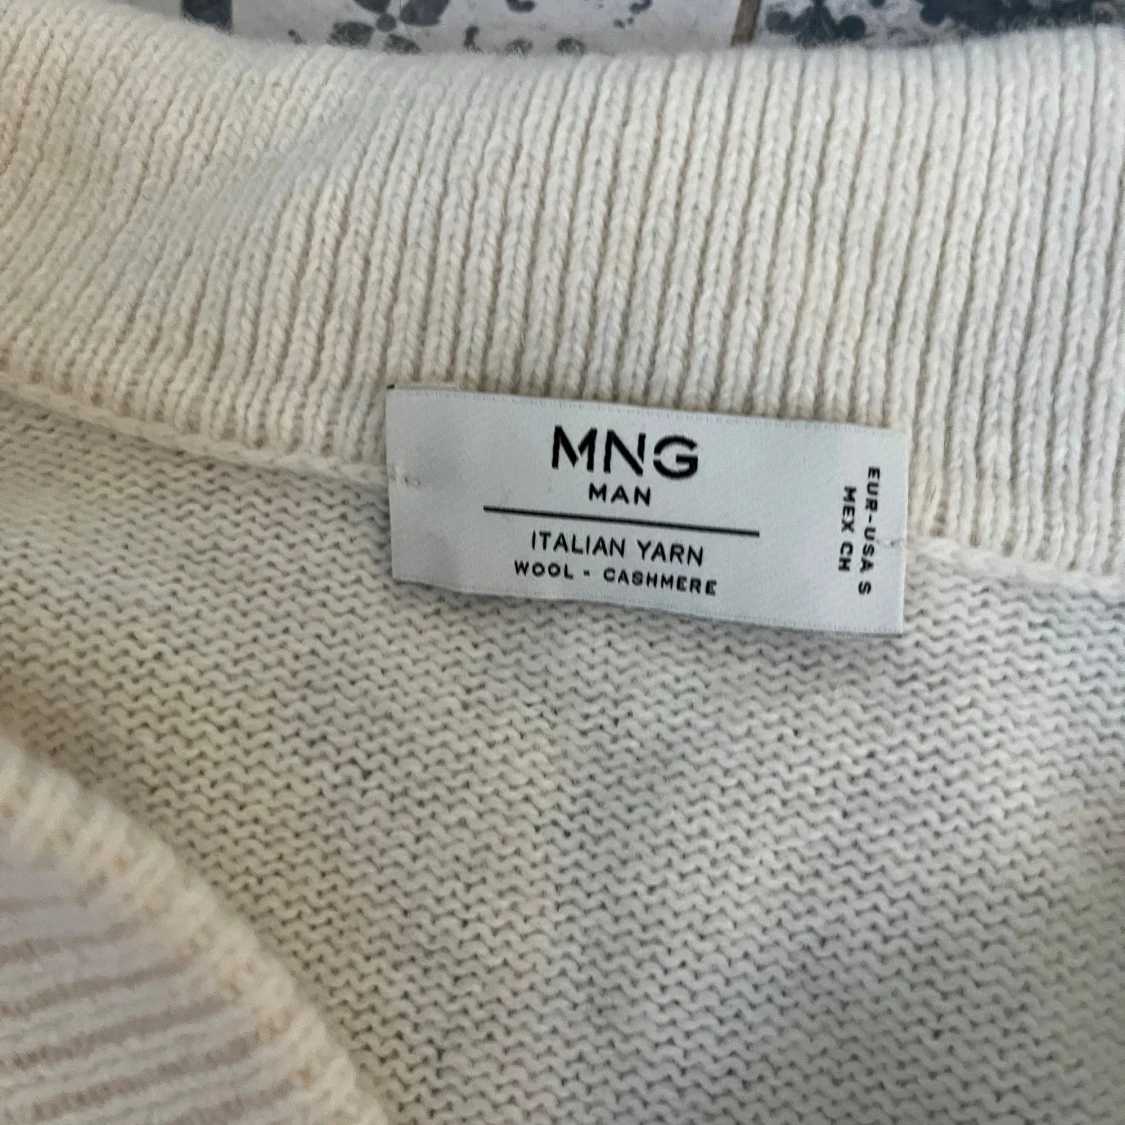 MNG
MAN
ITALIAN YARN
WOOL - CASHMERE
EUR-USA S
MEX CH